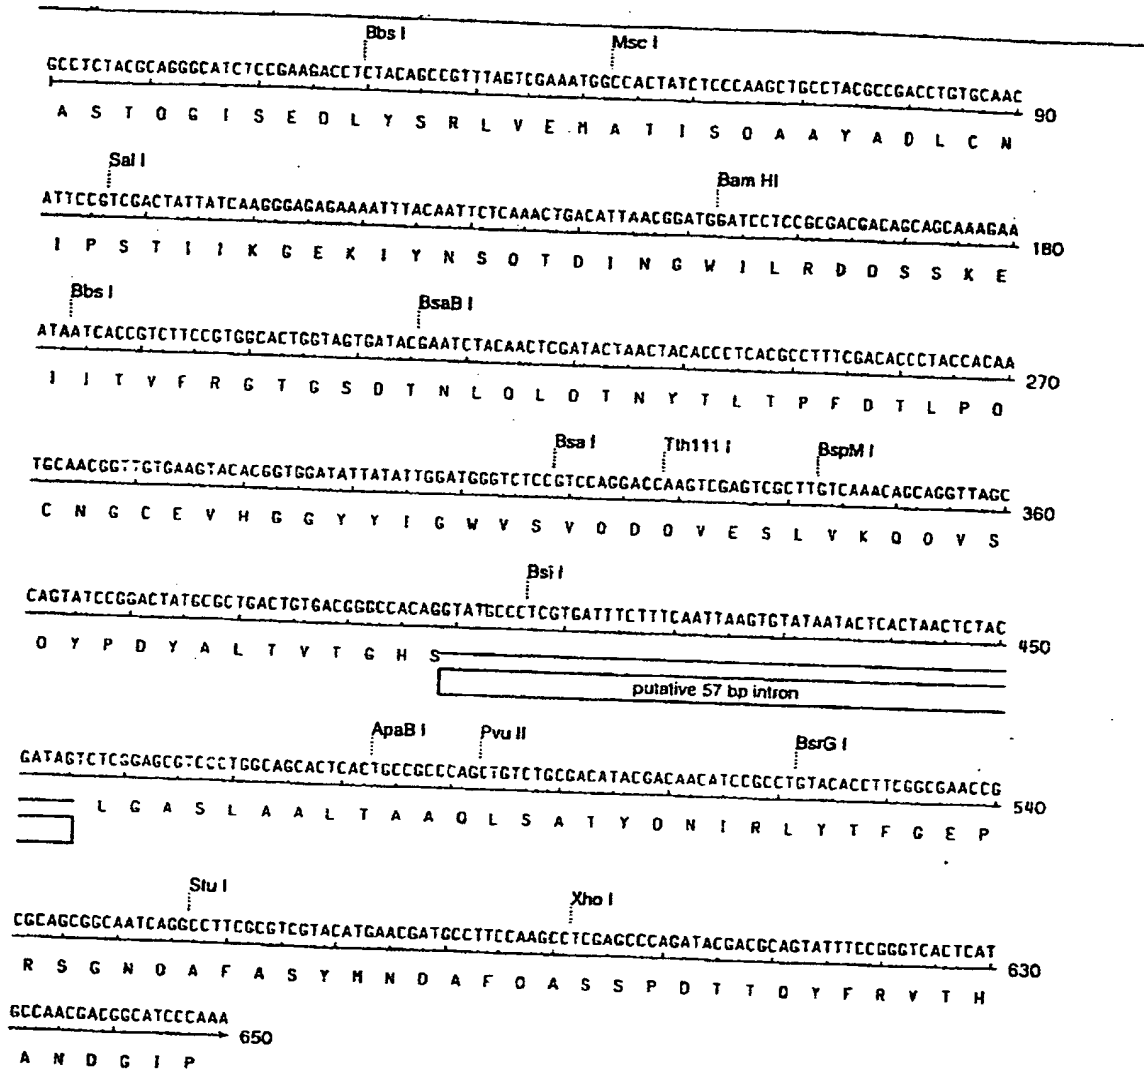 Bbs I Msc I
GCCTCTACGCAGGGCATCTCCGAAGACCTCTACAGCCGTTTAGTCGAAATGGCCACTATCTCCCAAGCTGCCTACGCCGACCTGTGCAAC 90
A S T Q G I S E D L Y S R L V E M A T I S Q A A Y A D L C N
Sal I Bam HI
ATTCCGTCGACTATTATCAAGGGAGAGAAAATTTACAATTCTCAAACTGACATTAACGGATGGATCCTCCGCGACGACAGCAGCAAAGAA 180
I P S T I I K G E K I Y N S Q T D I N G W I L R D D S S K E
Bbs I BsaB I
ATAATCACCGTCTTCCGTGGCACTGGTAGTGATACGAATCTACAACTCGATACTAACTACACCCTCACGCCTTTCGACACCCTACCACAA 270
I I T V F R G T G S D T N L Q L D T N Y T L T P F D T L P Q
Bsa I Tth111 I BspM I
TGCAACGGTTGTGAAGTACACGGTGGATATTATATTGGATGGGTCTCCGTCCAGGACCAAGTCGAGTCGCTTGTCAAACAGCAGGTTAGC 360
C N G C E V H G G Y Y I G W V S V Q D Q V E S L V K Q Q V S
Bsi I
CAGTATCCGGACTATGCGCTGACTGTGACGGGCCACAGGTATGCCCTCGTGATTTCTTTCAATTAAGTGTATAATACTCACTAACTCTAC 450
Q Y P D Y A L T V T G H S
putative 57 bp intron
ApaB I Pvu II BsrG I
GATAGTCTCGGAGCGTCCCTGGCAGCACTCACTGCCGCCCAGCTGTCTGCGACATACGACAACATCCGCCTGTACACCTTCGGCGAACCG 540
L G A S L A A L T A A Q L S A T Y D N I R L Y T F G E P
Stu I Xho I
CGCAGCGGCAATCAGGCCTTCGCGTCGTACATGAACGATGCCTTCCAAGCCTCGAGCCCAGATACGACGCAGTATTTCCGGGTCACTCAT 630
R S G N Q A F A S Y M N D A F Q A S S P D T T Q Y F R V T H
GCCAACGACGGCATCCCAAA 650
A N D G I P